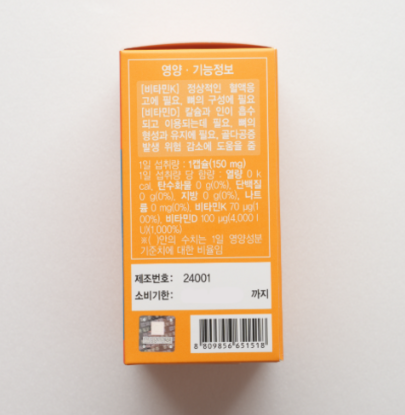 영양 · 기능정보
[비타민K] 정상적인 혈액응
고에 필요, 뼈의 구성에 필요
[비타민D] 칼슘과 인이 흡수
되고 이용되는데 필요, 뼈의
형성과 유지에 필요, 골다공증
발생 위험 감소에 도움을 줌
1일 섭취량 : 1캡슐(150 mg)
1일 섭취량 당 함량 : 열량 0 k
cal, 탄수화물 0 g(0%), 단백질
0 g(0%), 지방 0 g(0%), 나트
륨 0 mg(0%), 비타민K 70 μg(1
00%), 비타민D 100 μg(4,000 I
U)(1,000%)
※( )안의 수치는 1일 영양성분
기준치에 대한 비율임
제조번호: 24001
소비기한: 까지
8 809856 651518